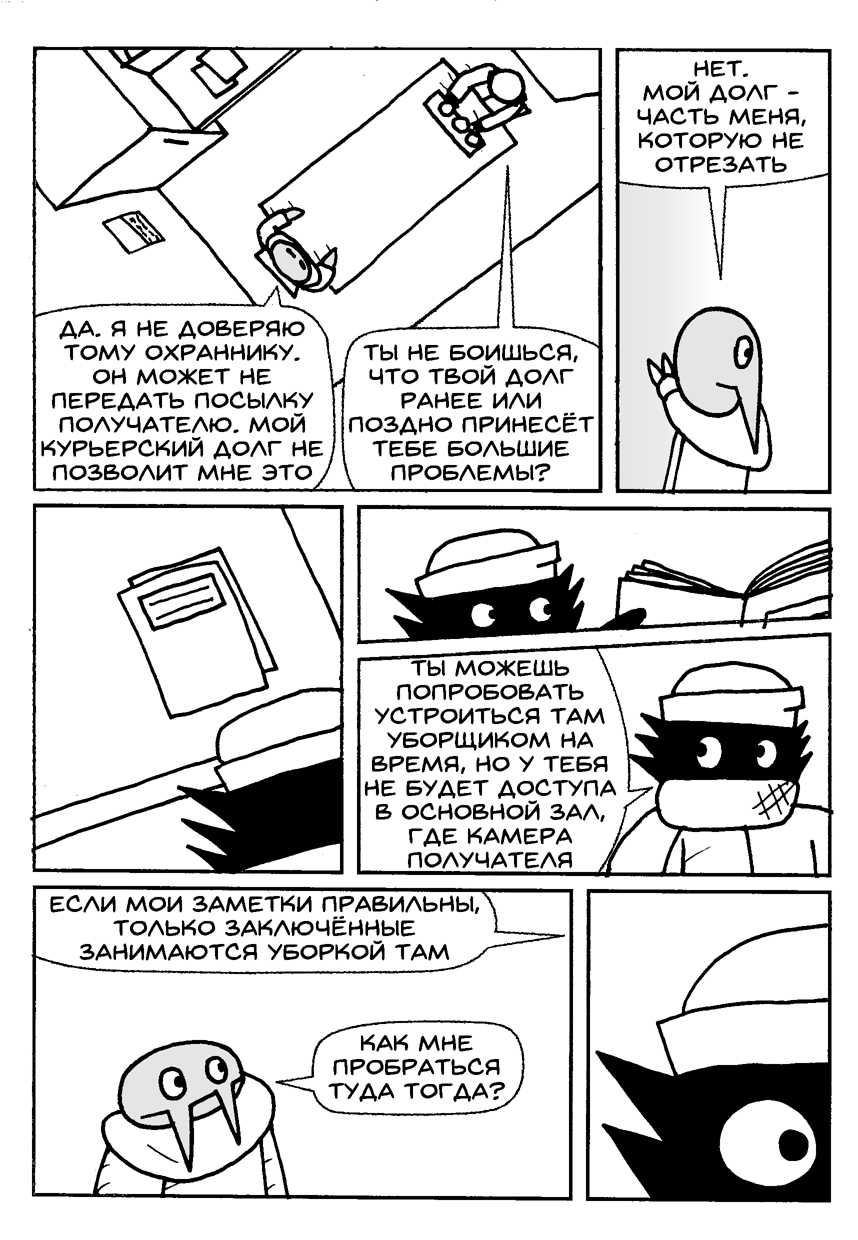 ДА. Я НЕ ДОВЕРЯЮ
ТОМУ ОХРАННИКУ.
ОН МОЖЕТ НЕ
ПЕРЕДАТЬ ПОСЫЛКУ
ПОЛУЧАТЕЛЮ. МОЙ
КУРЬЕРСКИЙ ДОЛГ НЕ
ПОЗВОЛИТ МНЕ ЭТО
ТЫ НЕ БОИШЬСЯ,
ЧТО ТВОЙ ДОЛГ
РАНЕЕ ИЛИ
ПОЗДНО ПРИНЕСЁТ
ТЕБЕ БОЛЬШИЕ
ПРОБЛЕМЫ?
НЕТ.
МОЙ ДОЛГ -
ЧАСТЬ МЕНЯ,
КОТОРУЮ НЕ
ОТРЕЗАТЬ
ТЫ МОЖЕШЬ
ПОПРОБОВАТЬ
УСТРОИТЬСЯ ТАМ
УБОРЩИКОМ НА
ВРЕМЯ, НО У ТЕБЯ
НЕ БУДЕТ ДОСТУПА
В ОСНОВНОЙ ЗАЛ,
ГДЕ КАМЕРА
ПОЛУЧАТЕЛЯ
ЕСЛИ МОИ ЗАМЕТКИ ПРАВИЛЬНЫ,
ТОЛЬКО ЗАКЛЮЧЁННЫЕ
ЗАНИМАЮТСЯ УБОРКОЙ ТАМ
КАК МНЕ
ПРОБРАТЬСЯ
ТУДА ТОГДА?